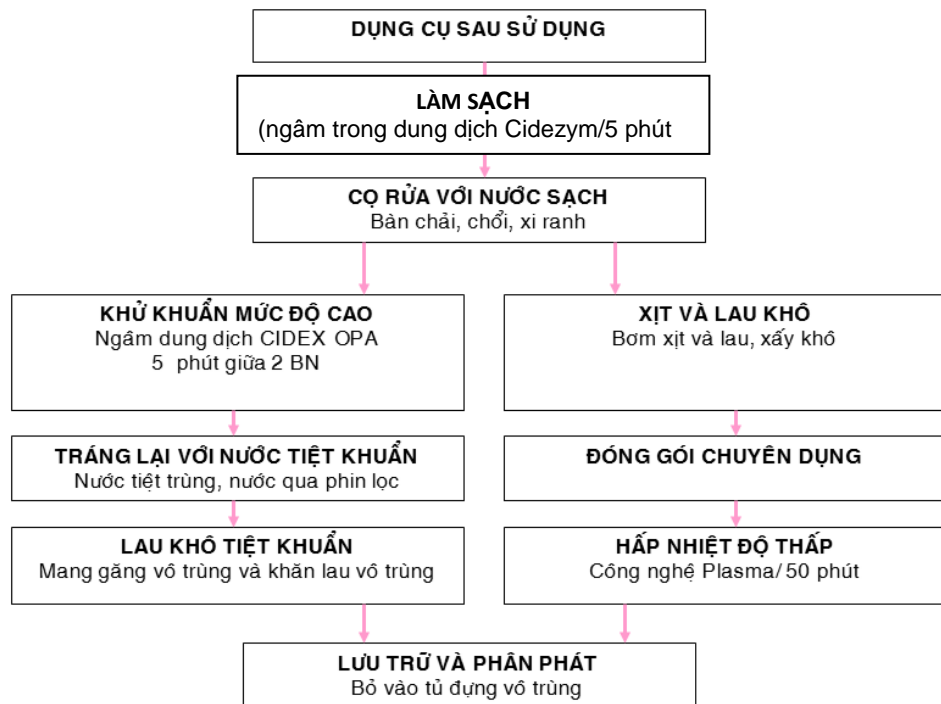 DỤNG CỤ SAU SỬ DỤNG
LÀM SẠCH
(ngâm trong dung dịch Cidezym/5 phút
CỌ RỬA VỚI NƯỚC SẠCH
Bàn chải, chổi, xi ranh
KHỬ KHUẨN MỨC ĐỘ CAO
Ngâm dung dịch CIDEX OPA
5 phút giữa 2 BN
XỊT VÀ LAU KHÔ
Bơm xịt và lau, xấy khô
TRÁNG LẠI VỚI NƯỚC TIỆT KHUẨN
Nước tiệt trùng, nước qua phin lọc
ĐÓNG GÓI CHUYÊN DỤNG
LAU KHÔ TIỆT KHUẨN
Mang găng vô trùng và khăn lau vô trùng
HẤP NHIỆT ĐỘ THẤP
Công nghệ Plasma/ 50 phút
LƯU TRỮ VÀ PHÂN PHÁT
Bỏ vào tủ đựng vô trùng